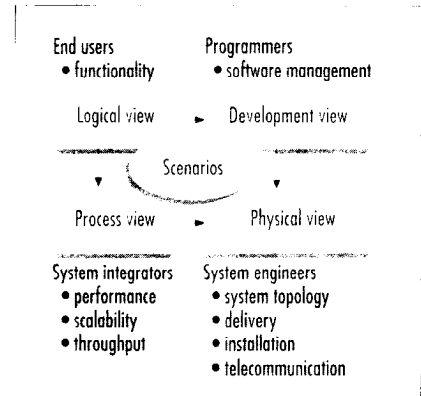 End users
• functionality
Programmers
• software management
Logical view
Development view
Scenarios
Process view
Physical view
System integrators
• performance
• scalability
• throughput
System engineers
• system topology
• delivery
• installation
• telecommunication